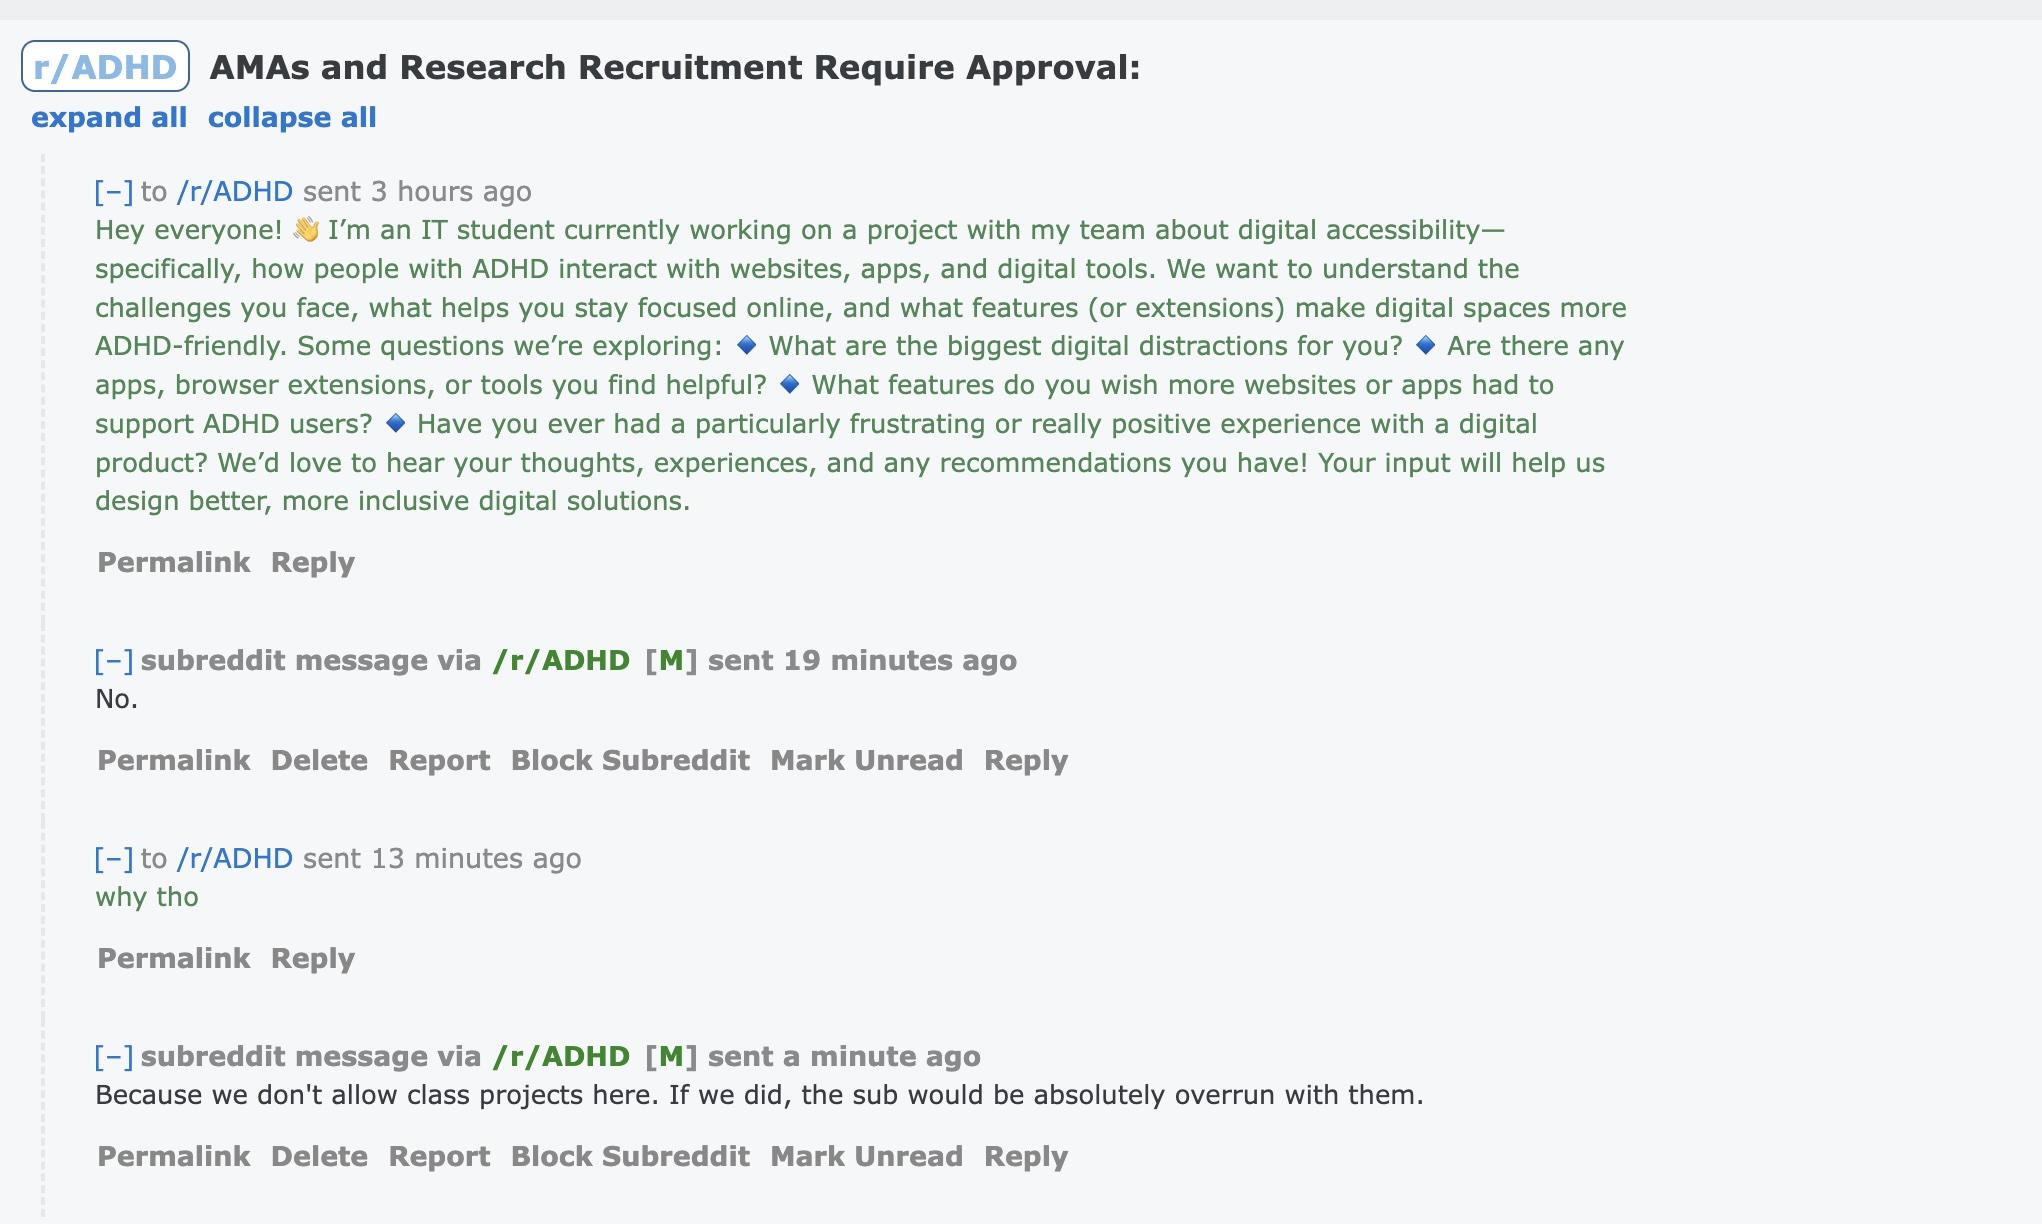 r/ADHD AMAs and Research Recruitment Require Approval:
expand all collapse all
[−] to /r/ADHD sent 3 hours ago
Hey everyone! 👋 I’m an IT student currently working on a project with my team about digital accessibility—
specifically, how people with ADHD interact with websites, apps, and digital tools. We want to understand the
challenges you face, what helps you stay focused online, and what features (or extensions) make digital spaces more
ADHD-friendly. Some questions we’re exploring: 🔹 What are the biggest digital distractions for you? 🔹 Are there any
apps, browser extensions, or tools you find helpful? 🔹 What features do you wish more websites or apps had to
support ADHD users? 🔹 Have you ever had a particularly frustrating or really positive experience with a digital
product? We’d love to hear your thoughts, experiences, and any recommendations you have! Your input will help us
design better, more inclusive digital solutions.
Permalink Reply
[−] subreddit message via /r/ADHD [M] sent 19 minutes ago
No.
Permalink Delete Report Block Subreddit Mark Unread Reply
[−] to /r/ADHD sent 13 minutes ago
why tho
Permalink Reply
[−] subreddit message via /r/ADHD [M] sent a minute ago
Because we don't allow class projects here. If we did, the sub would be absolutely overrun with them.
Permalink Delete Report Block Subreddit Mark Unread Reply